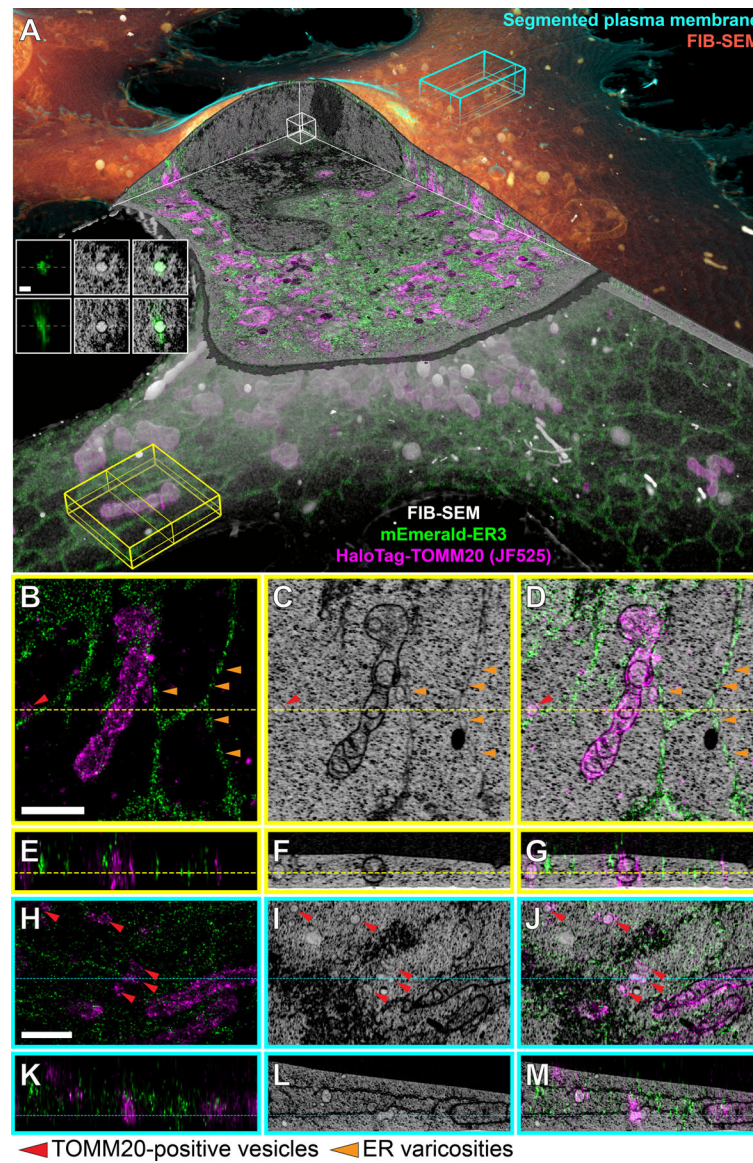 A
Segmented plasma membrane
FIB-SEM
FIB-SEM
mEmerald-ER3
HaloTag-TOMM20 (JF525)
B
C
D
E
F
G
H
I
J
K
L
M
TOMM20-positive vesicles
ER varicosities